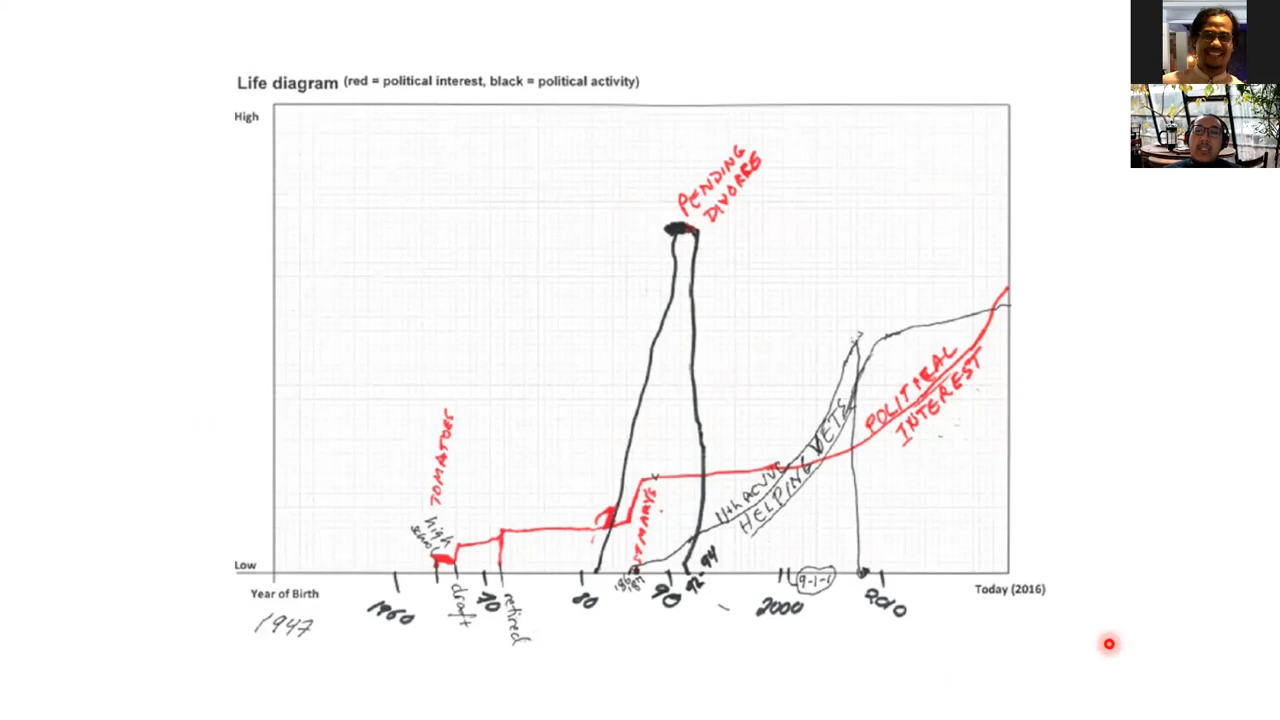 Life diagram (red = political interest, black = political activity)
High
PENDING
DIVORRE
TOMATOES
high
school
ST MARYS
11th ACVVS
HELPING VETS
POLITICAL
INTEREST
Low
Year of Birth
1947
1960
draft
70
retired
80
90
92-94
2000
9-1-1
2010
Today (2016)